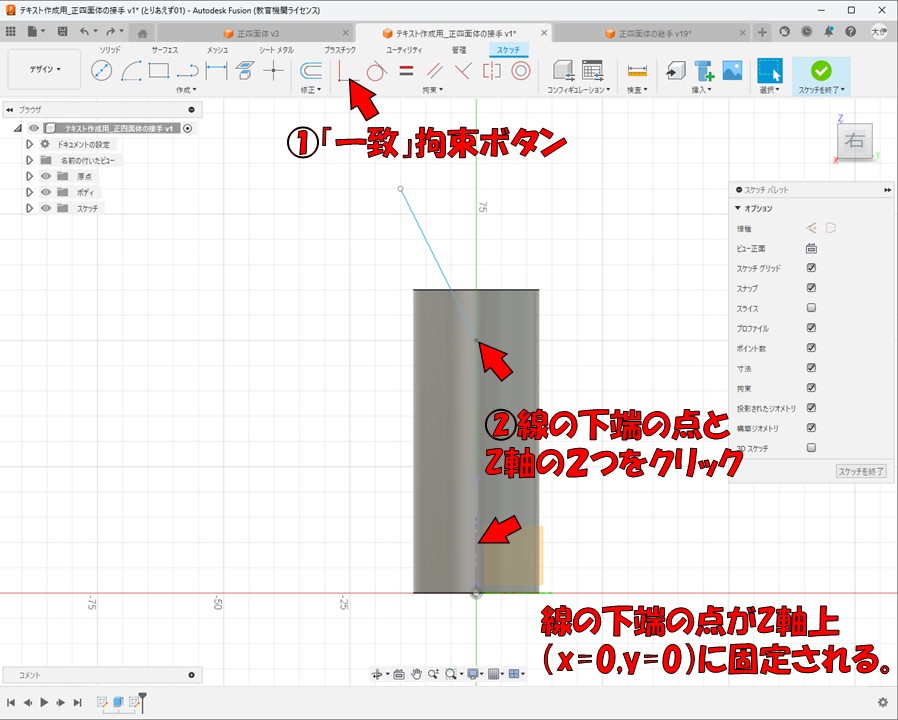 テキスト作成用_正四面体の接手 v1* (とりあえず01) - Autodesk Fusion (教育機関ライセンス)
正四面体 v3
テキスト作成用_正四面体の接手 v1*
正四面体の継手 v19*
大伊
デザイン
ソリッド
サーフェス
メッシュ
シート メタル
プラスチック
ユーティリティ
管理
スケッチ
作成
修正
拘束
コンフィギュレーション
検査
挿入
選択
スケッチを終了
ブラウザ
テキスト作成用_正四面体の接手 v1
ドキュメントの設定
名前の付いたビュー
原点
ボディ
スケッチ
①「一致」拘束ボタン
75
Z
右
X
Y
スケッチ パレット
オプション
線種
ビュー正面
スケッチ グリッド
スナップ
スライス
プロファイル
ポイント数
寸法
拘束
投影されたジオメトリ
構築ジオメトリ
3D スケッチ
スケッチを終了
②線の下端の点と
Z軸の2つをクリック
-75
-50
-25
線の下端の点がZ軸上
(x=0,y=0)に固定される。
コメント